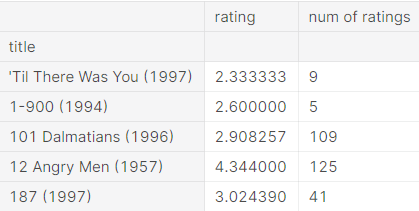 rating num of ratings
title
'Til There Was You (1997) 2.333333 9
1-900 (1994) 2.600000 5
101 Dalmatians (1996) 2.908257 109
12 Angry Men (1957) 4.344000 125
187 (1997) 3.024390 41